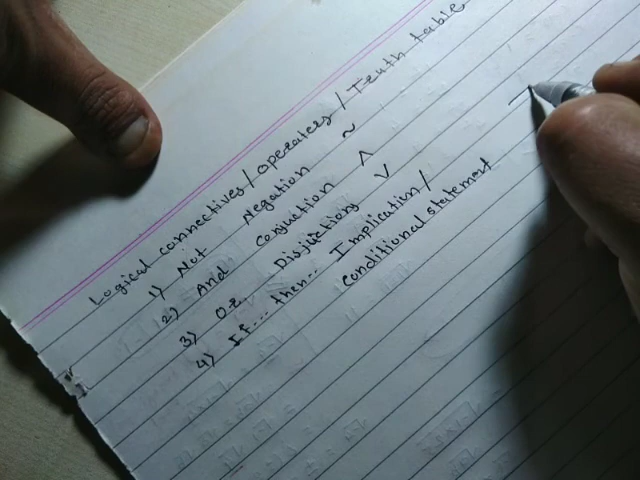 Logical connectives / operators / Truth table
1) Not Negation ~
2) And Conjuction ^
3) Or Disjuctiony V
4) If... then.. Implication /
Conditional statement